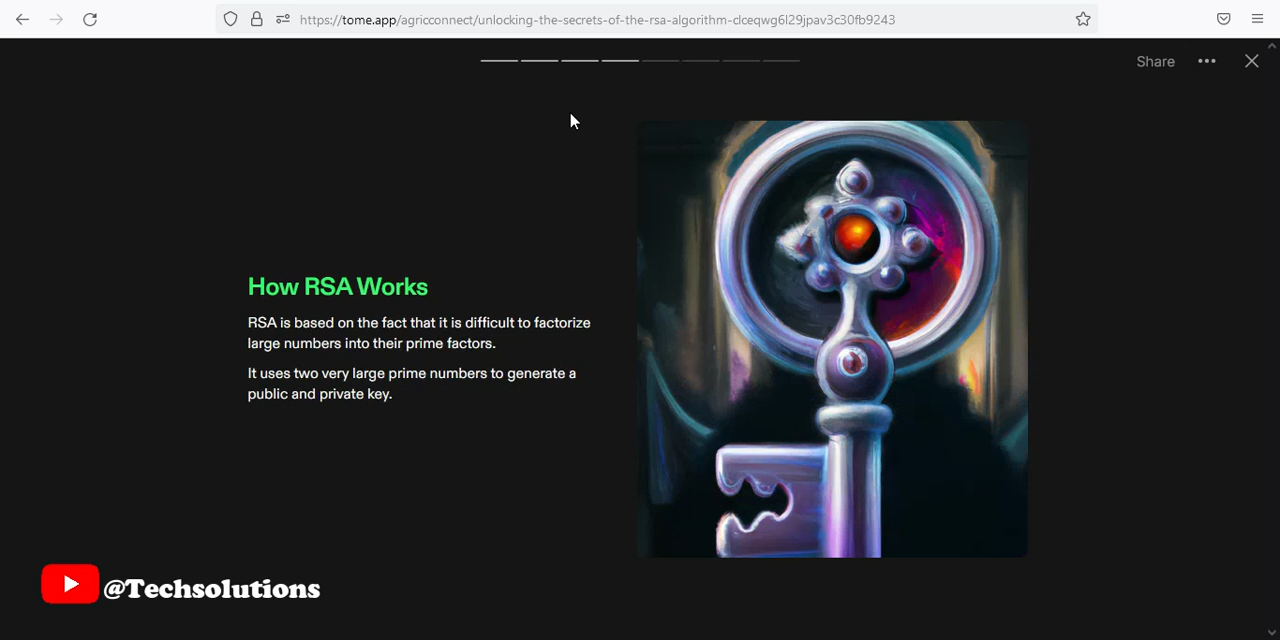 https://tome.app/agricconnect/unlocking-the-secrets-of-the-rsa-algorithm-clceqwg6l29jpav3c30fb9243
Share
How RSA Works
RSA is based on the fact that it is difficult to factorize
large numbers into their prime factors.
It uses two very large prime numbers to generate a
public and private key.
@Techsolutions